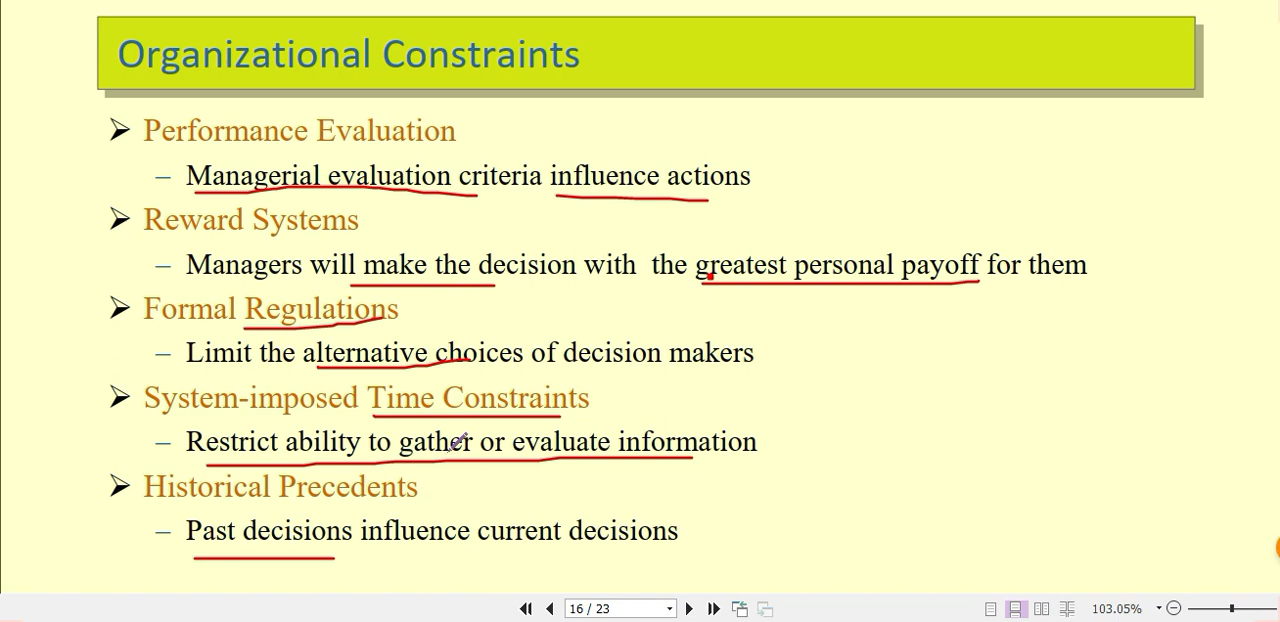 Organizational Constraints
Performance Evaluation
– Managerial evaluation criteria influence actions
Reward Systems
– Managers will make the decision with the greatest personal payoff for them
Formal Regulations
– Limit the alternative choices of decision makers
System-imposed Time Constraints
– Restrict ability to gather or evaluate information
Historical Precedents
– Past decisions influence current decisions
16 / 23
103.05%